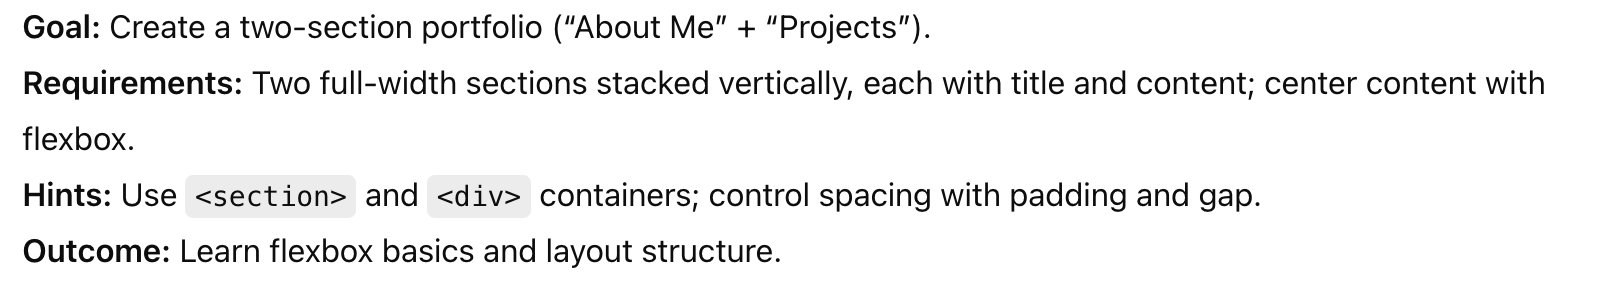 Goal: Create a two-section portfolio (“About Me” + “Projects”).
Requirements: Two full-width sections stacked vertically, each with title and content; center content with
flexbox.
Hints: Use <section> and <div> containers; control spacing with padding and gap.
Outcome: Learn flexbox basics and layout structure.